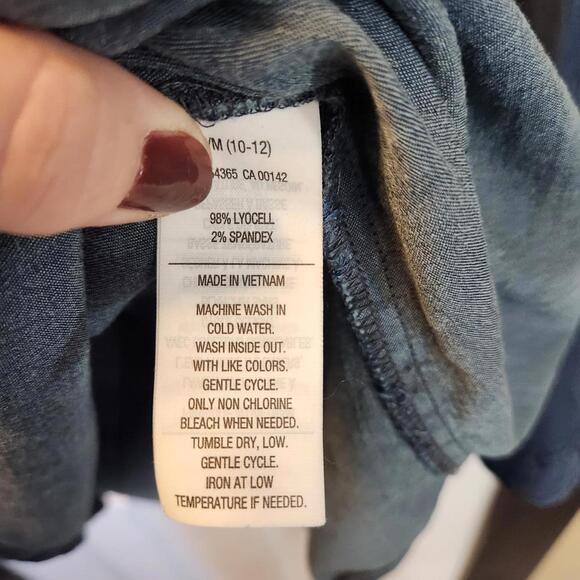 (10-12)
CA 00142
98% LYOCELL
2% SPANDEX
MADE IN VIETNAM
MACHINE WASH IN
COLD WATER.
WASH INSIDE OUT.
WITH LIKE COLORS.
GENTLE CYCLE.
ONLY NON CHLORINE
BLEACH WHEN NEEDED.
TUMBLE DRY, LOW.
GENTLE CYCLE.
IRON AT LOW
TEMPERATURE IF NEEDED.